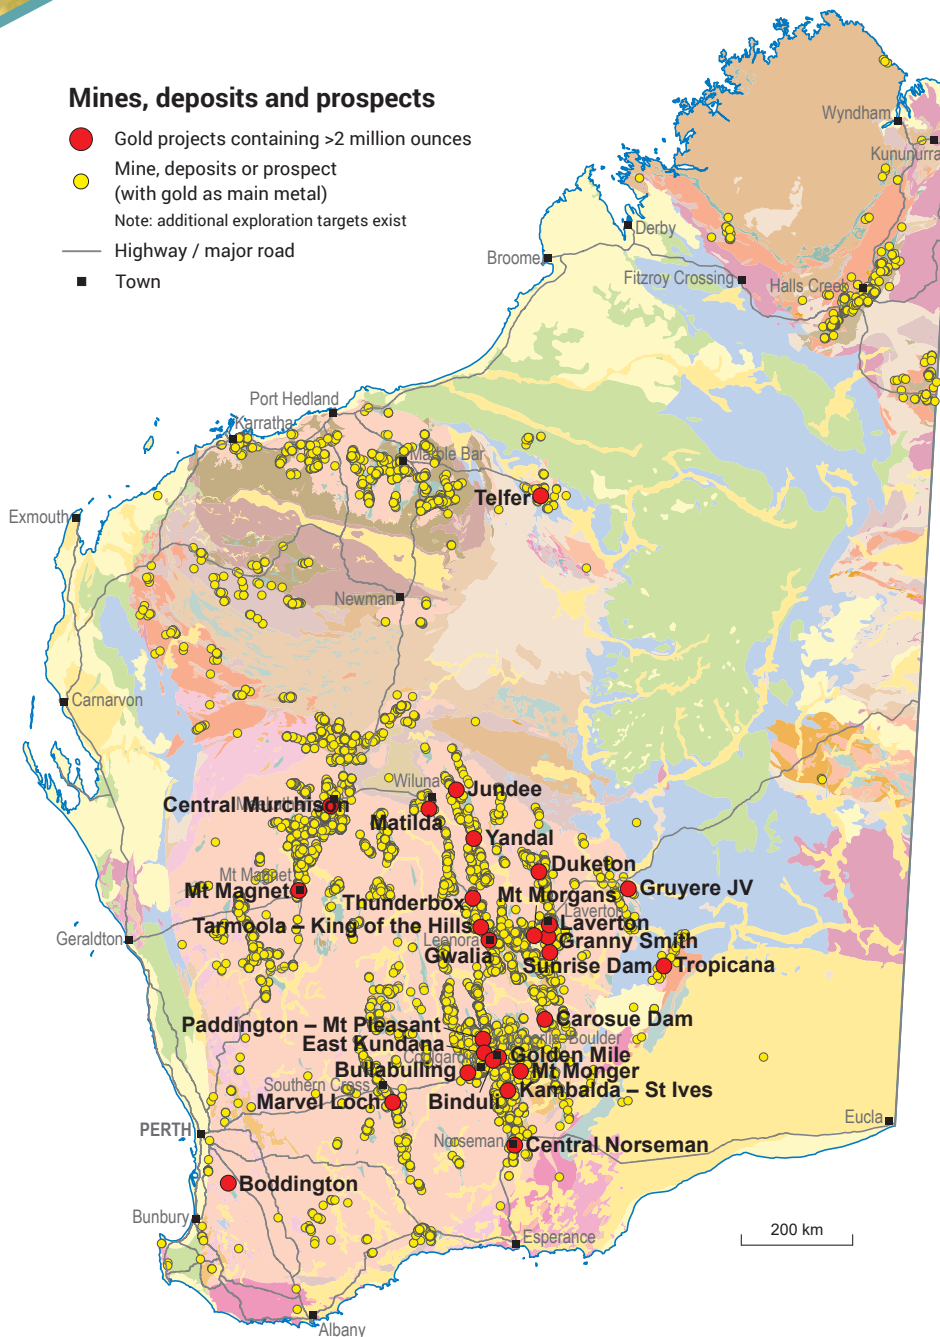 Mines, deposits and prospects
Gold projects containing >2 million ounces
Mine, deposits or prospect
(with gold as main metal)
Note: additional exploration targets exist
Highway / major road
Town
Wyndham
Kununurra
Derby
Broome
Fitzroy Crossing
Halls Creek
Port Hedland
Karratha
Marble Bar
Telfer
Exmouth
Newman
Carnarvon
Wiluna
Jundee
Central Murchison
Matilda
Yandal
Duketon
Mt Magnet
Mt Magnet
Mt Morgans
Gruyere JV
Thunderbox
Laverton
Laverton
Tarmoola – King of the Hills
Geraldton
Leonora
Granny Smith
Gwalia
Sunrise Dam
Tropicana
Carosue Dam
Paddington – Mt Pleasant
Boulder
East Kundana
Golden Mile
Bullabulling
Mt Monger
Southern Cross
Kambalda – St Ives
Marvel Loch
Binduli
Eucla
PERTH
Norseman
Central Norseman
Boddington
Bunbury
200 km
Esperance
Albany